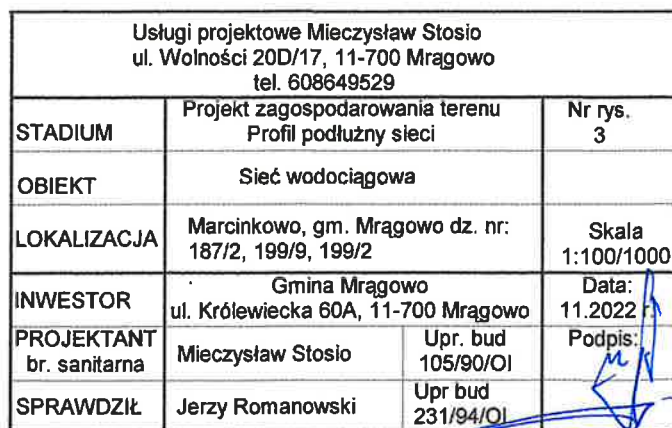 Usługi projektowe Mieczysław Stosio
ul. Wolności 20D/17, 11-700 Mrągowo
tel. 608649529
STADIUM
Projekt zagospodarowania terenu
Profil podłużny sieci
Nr rys.
3
OBIEKT
Sieć wodociągowa
LOKALIZACJA
Marcinkowo, gm. Mrągowo dz. nr:
187/2, 199/9, 199/2
Skala
1:100/1000
INWESTOR
Gmina Mrągowo
ul. Królewiecka 60A, 11-700 Mrągowo
Data:
11.2022 r.
PROJEKTANT
br. sanitarna
Mieczysław Stosio
Upr. bud
105/90/Ol
Podpis:
SPRAWDZIŁ
Jerzy Romanowski
Upr bud
231/94/Ol